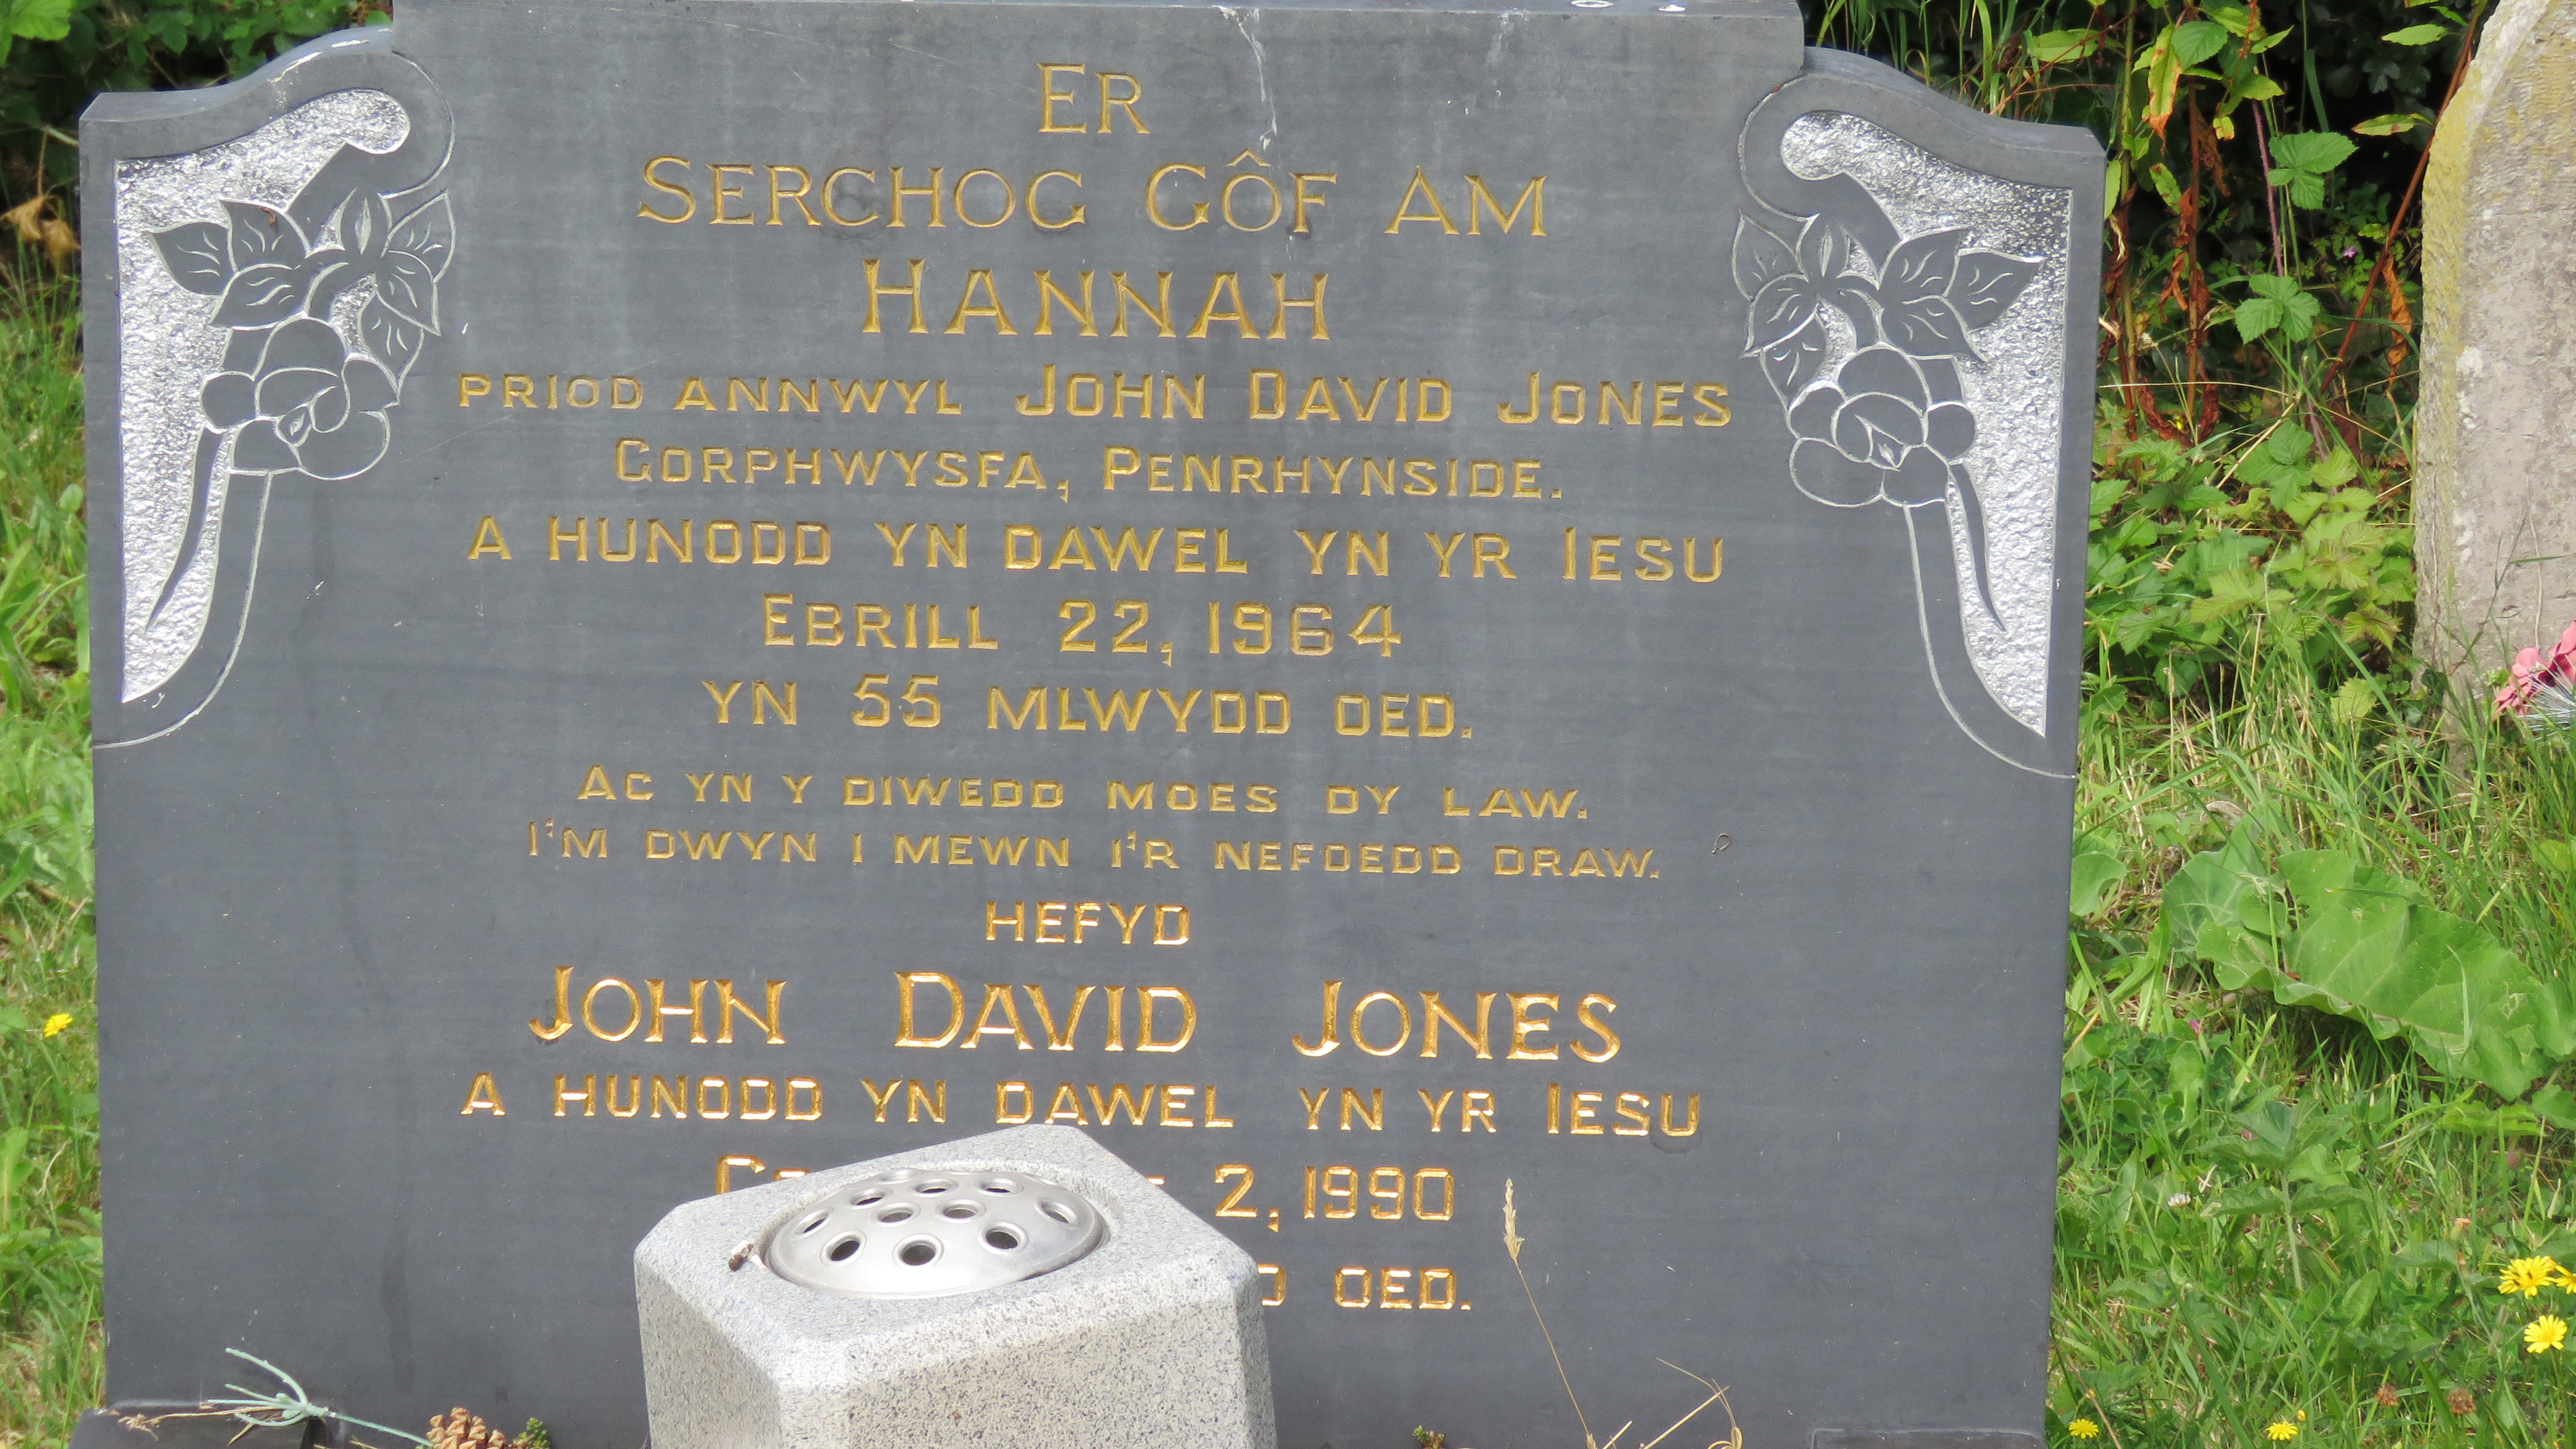 ER
SERCHOG GÔF AM
HANNAH
PRIOD ANNWYL JOHN DAVID JONES
GORPHWYSFA, PENRHYNSIDE.
A HUNODD YN DAWEL YN YR IESU
EBRILL 22, 1964
YN 55 MLWYDD OED.
AC YN Y DIWEDD MOES DY LAW.
I'M DWYN I MEWN I'R NEFOEDD DRAW.
HEFYD
JOHN DAVID JONES
A HUNODD YN DAWEL YN YR IESU
2, 1990
OED.